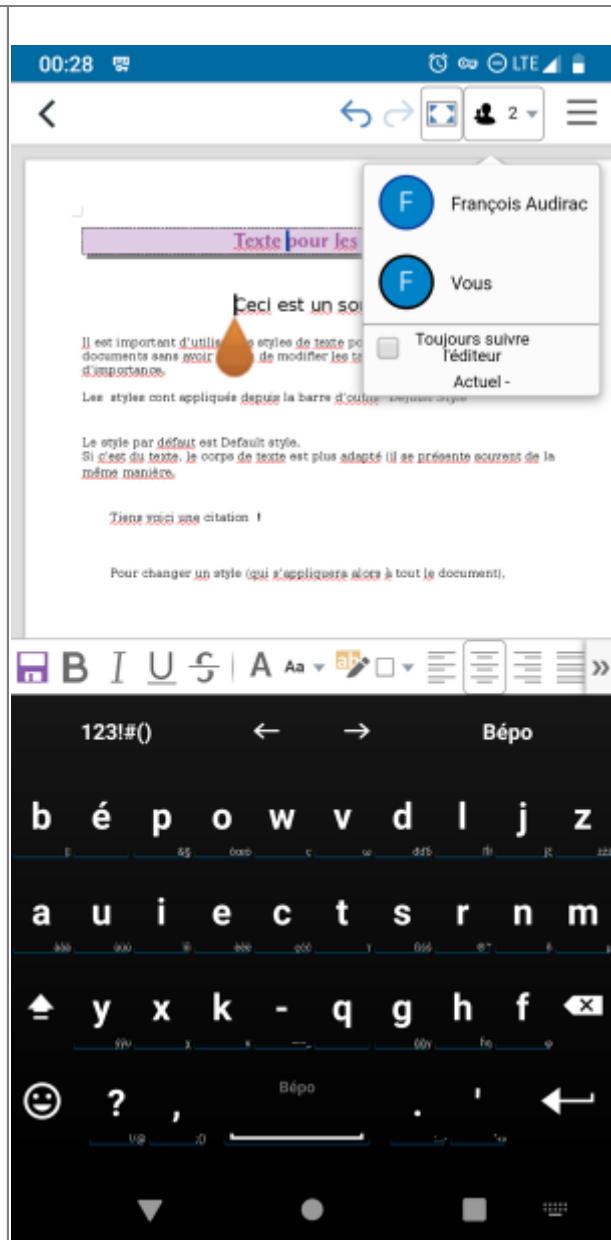 00:28 LTE
2
François Audirac
Vous
Toujours suivre
l'éditeur
Actuel -
Texte pour les
Ceci est un sou
Il est important d'utilis styles de texte po
documents sans avoir de modifier les ta
d'importance.
Les styles cont appliqués depuis la barre d'outils "Default Style"
Le style par défaut est Default style.
Si c'est du texte, le corps de texte est plus adapté (il se présente souvent de la
même manière.
Tiens voici une citation !
Pour changer un style (qui s'appliquera alors à tout le document),
B I U S A Aa ab »
123!#() ← → Bépo
b é p o w v d l j z
a u i e c t s r n m
y x k - q g h f
? , Bépo . '